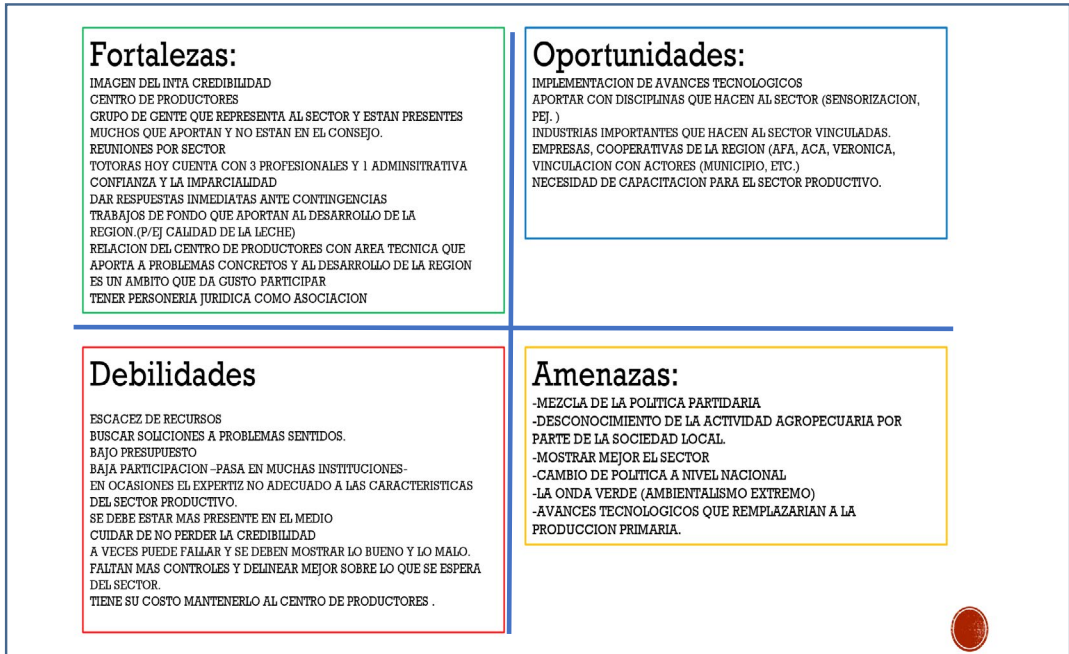 Fortalezas:
IMAGEN DEL INTA CREDIBILIDAD
CENTRO DE PRODUCTORES
GRUPO DE GENTE QUE REPRESENTA AL SECTOR Y ESTAN PRESENTES
MUCHOS QUE APORTAN Y NO ESTAN EN EL CONSEJO.
REUNIONES POR SECTOR
TOTORAS HOY CUENTA CON 3 PROFESIONALES Y 1 ADMINSITRATIVA
CONFIANZA Y LA IMPARCIALIDAD
DAR RESPUESTAS INMEDIATAS ANTE CONTINGENCIAS
TRABAJOS DE FONDO QUE APORTAN AL DESARROLLO DE LA
REGION.(P/EJ CALIDAD DE LA LECHE)
RELACION DEL CENTRO DE PRODUCTORES CON AREA TECNICA QUE
APORTA A PROBLEMAS CONCRETOS Y AL DESARROLLO DE LA REGION
ES UN AMBITO QUE DA GUSTO PARTICIPAR
TENER PERSONERIA JURIDICA COMO ASOCIACION
Oportunidades:
IMPLEMENTACION DE AVANCES TECNOLOGICOS
APORTAR CON DISCIPLINAS QUE HACEN AL SECTOR (SENSORIZACION,
PEJ. )
INDUSTRIAS IMPORTANTES QUE HACEN AL SECTOR VINCULADAS.
EMPRESAS, COOPERATIVAS DE LA REGION (AFA, ACA, VERONICA,
VINCULACION CON ACTORES (MUNICIPIO, ETC.)
NECESIDAD DE CAPACITACION PARA EL SECTOR PRODUCTIVO.
Debilidades
ESCACEZ DE RECURSOS
BUSCAR SOLICIONES A PROBLEMAS SENTIDOS.
BAJO PRESUPUESTO
BAJA PARTICIPACION –PASA EN MUCHAS INSTITUCIONES-
EN OCASIONES EL EXPERTIZ NO ADECUADO A LAS CARACTERISTICAS
DEL SECTOR PRODUCTIVO.
SE DEBE ESTAR MAS PRESENTE EN EL MEDIO
CUIDAR DE NO PERDER LA CREDIBILIDAD
A VECES PUEDE FALLAR Y SE DEBEN MOSTRAR LO BUENO Y LO MALO.
FALTAN MAS CONTROLES Y DELINEAR MEJOR SOBRE LO QUE SE ESPERA
DEL SECTOR.
TIENE SU COSTO MANTENERLO AL CENTRO DE PRODUCTORES .
Amenazas:
-MEZCLA DE LA POLITICA PARTIDARIA
-DESCONOCIMIENTO DE LA ACTIVIDAD AGROPECUARIA POR
PARTE DE LA SOCIEDAD LOCAL.
-MOSTRAR MEJOR EL SECTOR
-CAMBIO DE POLITICA A NIVEL NACIONAL
-LA ONDA VERDE (AMBIENTALISMO EXTREMO)
-AVANCES TECNOLOGICOS QUE REMPLAZARIAN A LA
PRODUCCION PRIMARIA.